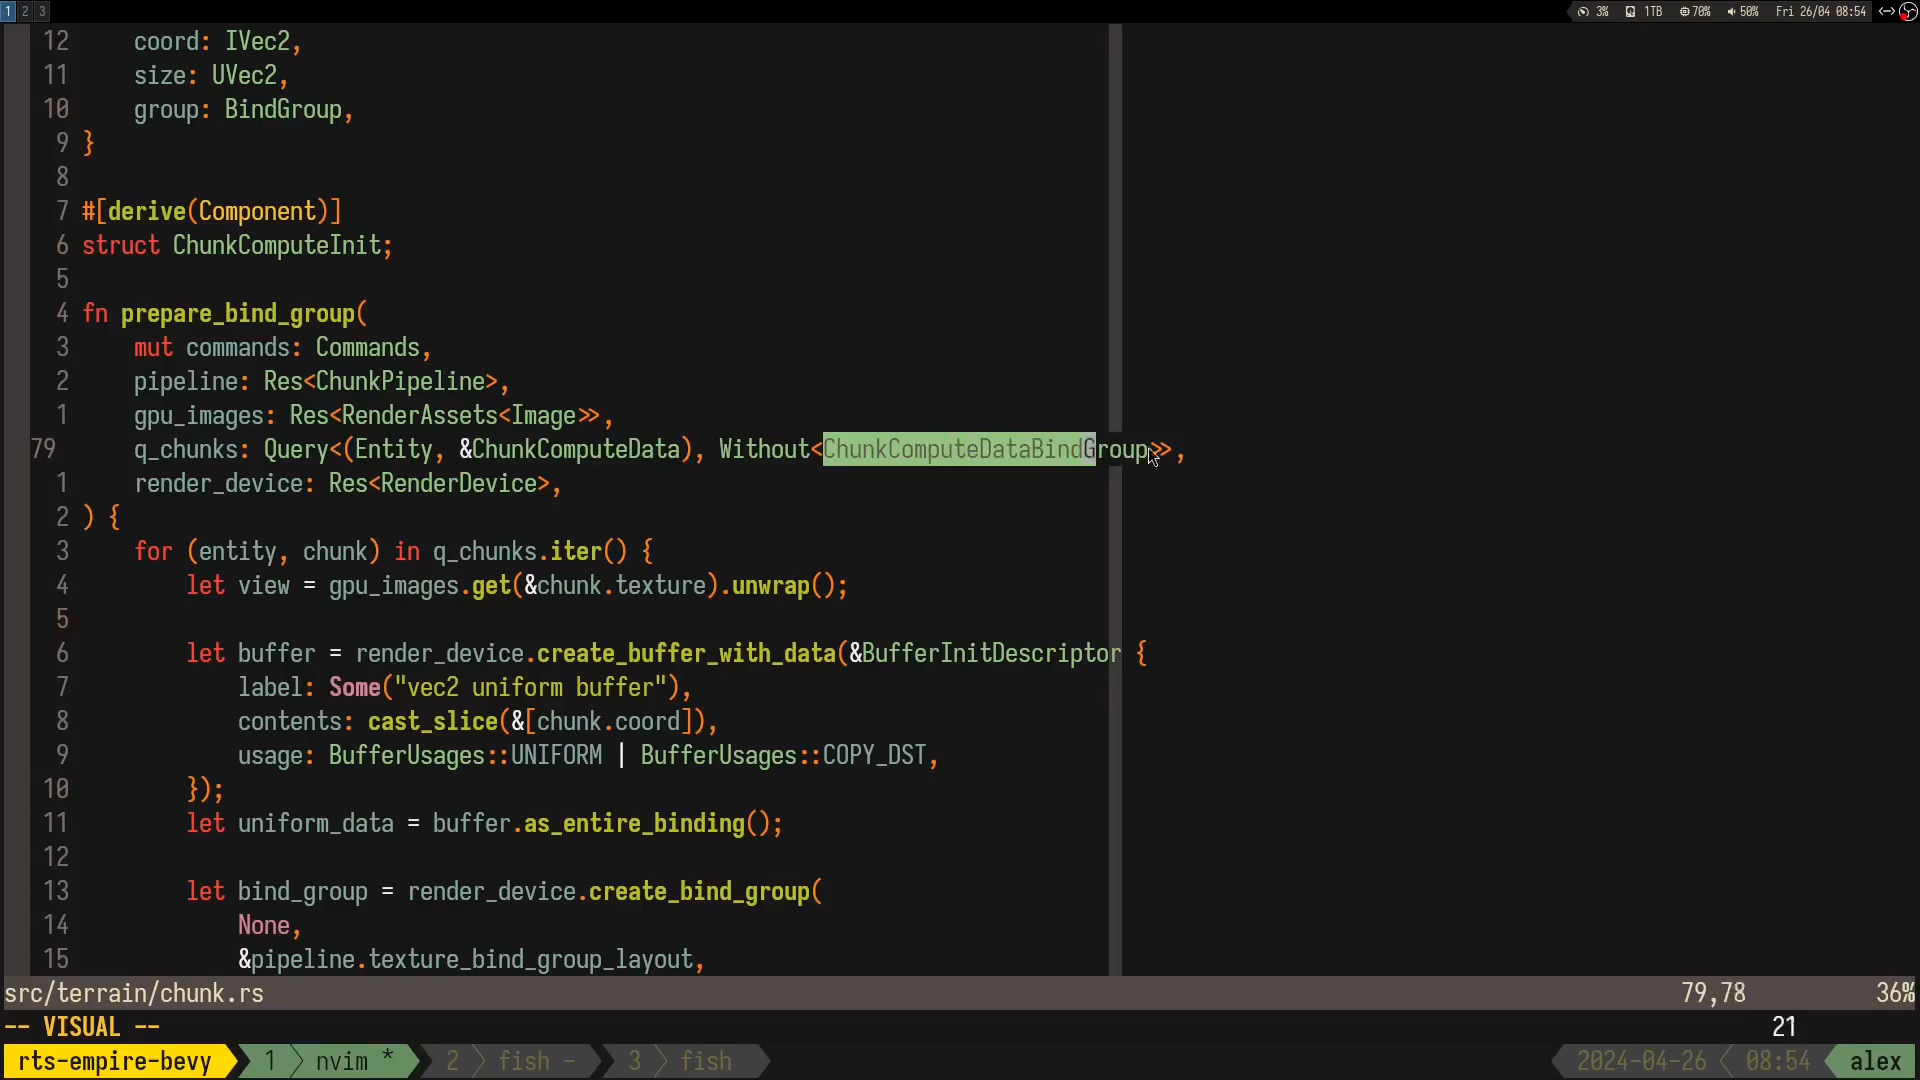 1 2 3 3% 1TB 70% 50% Fri 26/04 08:54
12 coord: IVec2,
11 size: UVec2,
10 group: BindGroup,
9 }
8
7 #[derive(Component)]
6 struct ChunkComputeInit;
5
4 fn prepare_bind_group(
3 mut commands: Commands,
2 pipeline: Res<ChunkPipeline>,
1 gpu_images: Res<RenderAssets<Image>>,
79 q_chunks: Query<(Entity, &ChunkComputeData), Without<ChunkComputeDataBindGroup>>,
1 render_device: Res<RenderDevice>,
2 ) {
3 for (entity, chunk) in q_chunks.iter() {
4 let view = gpu_images.get(&chunk.texture).unwrap();
5
6 let buffer = render_device.create_buffer_with_data(&BufferInitDescriptor {
7 label: Some("vec2 uniform buffer"),
8 contents: cast_slice(&[chunk.coord]),
9 usage: BufferUsages::UNIFORM | BufferUsages::COPY_DST,
10 });
11 let uniform_data = buffer.as_entire_binding();
12
13 let bind_group = render_device.create_bind_group(
14 None,
15 &pipeline.texture_bind_group_layout,
src/terrain/chunk.rs 79,78 36%
-- VISUAL -- 21
rts-empire-bevy 1 nvim * 2 fish - 3 fish 2024-04-26 08:54 alex